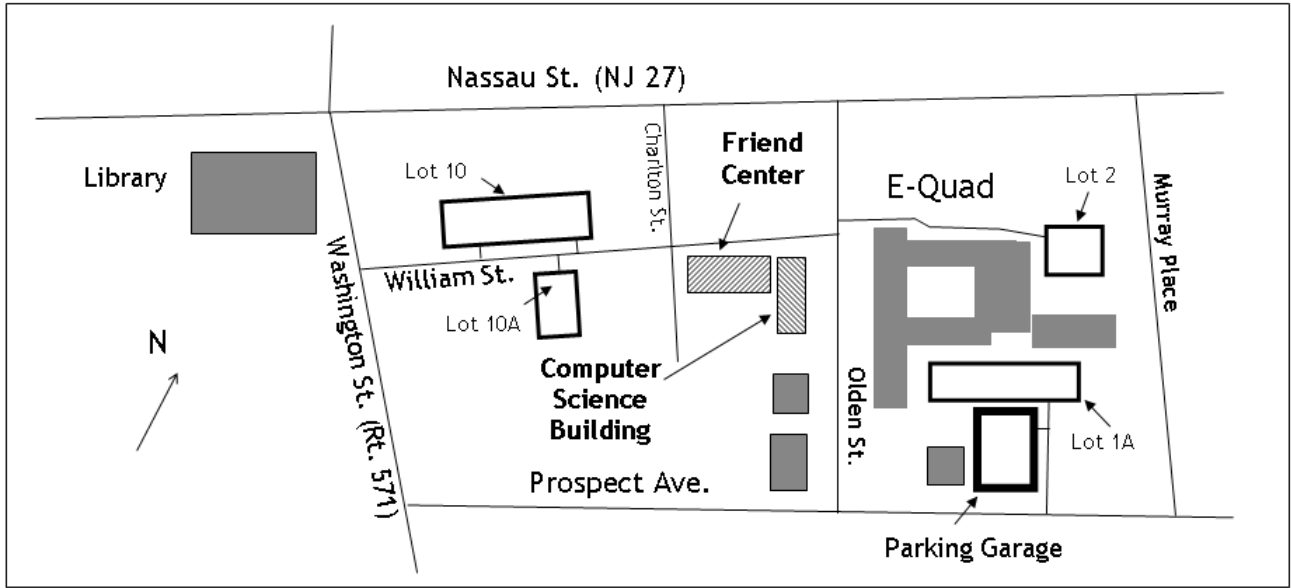 Nassau St. (NJ 27)
Library
Lot 10
Charlton St.
Friend
Center
E-Quad
Lot 2
Murray Place
Washington St. (Rt. 571)
William St.
Lot 10A
N
Computer
Science
Building
Olden St.
Lot 1A
Prospect Ave.
Parking Garage